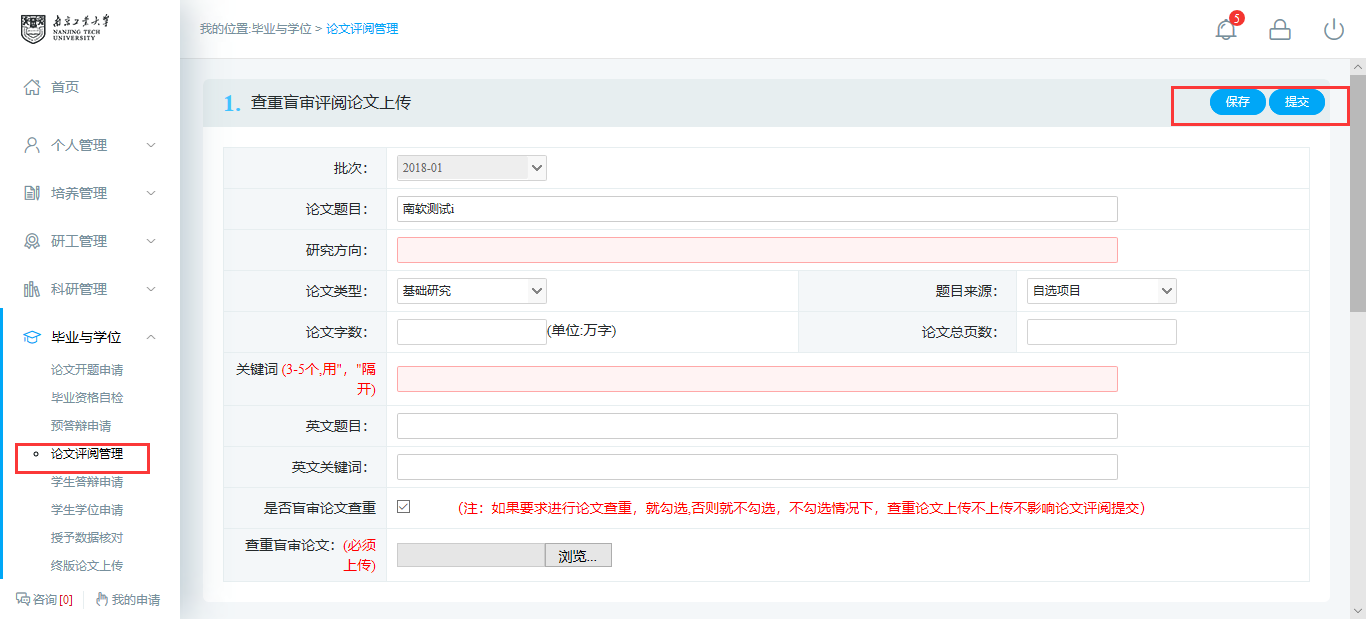 南京工业大学
NANJING TECH
UNIVERSITY
首页
个人管理
培养管理
研工管理
科研管理
毕业与学位
论文开题申请
毕业资格自检
预答辩申请
论文评阅管理
学生答辩申请
学生学位申请
授予数据核对
终版论文上传
咨询[0]
我的申请
我的位置:毕业与学位 > 论文评阅管理
5
1. 查重盲审评阅论文上传
保存
提交
批次：
2018-01
论文题目：
南软测试i
研究方向：
论文类型：
基础研究
题目来源：
自选项目
论文字数：
(单位:万字)
论文总页数：
关键词 (3-5个,用"，"隔
开)
英文题目：
英文关键词：
是否盲审论文查重
（注：如果要求进行论文查重，就勾选,否则就不勾选，不勾选情况下，查重论文上传不上传不影响论文评阅提交）
查重盲审论文：(必须
上传)
浏览...